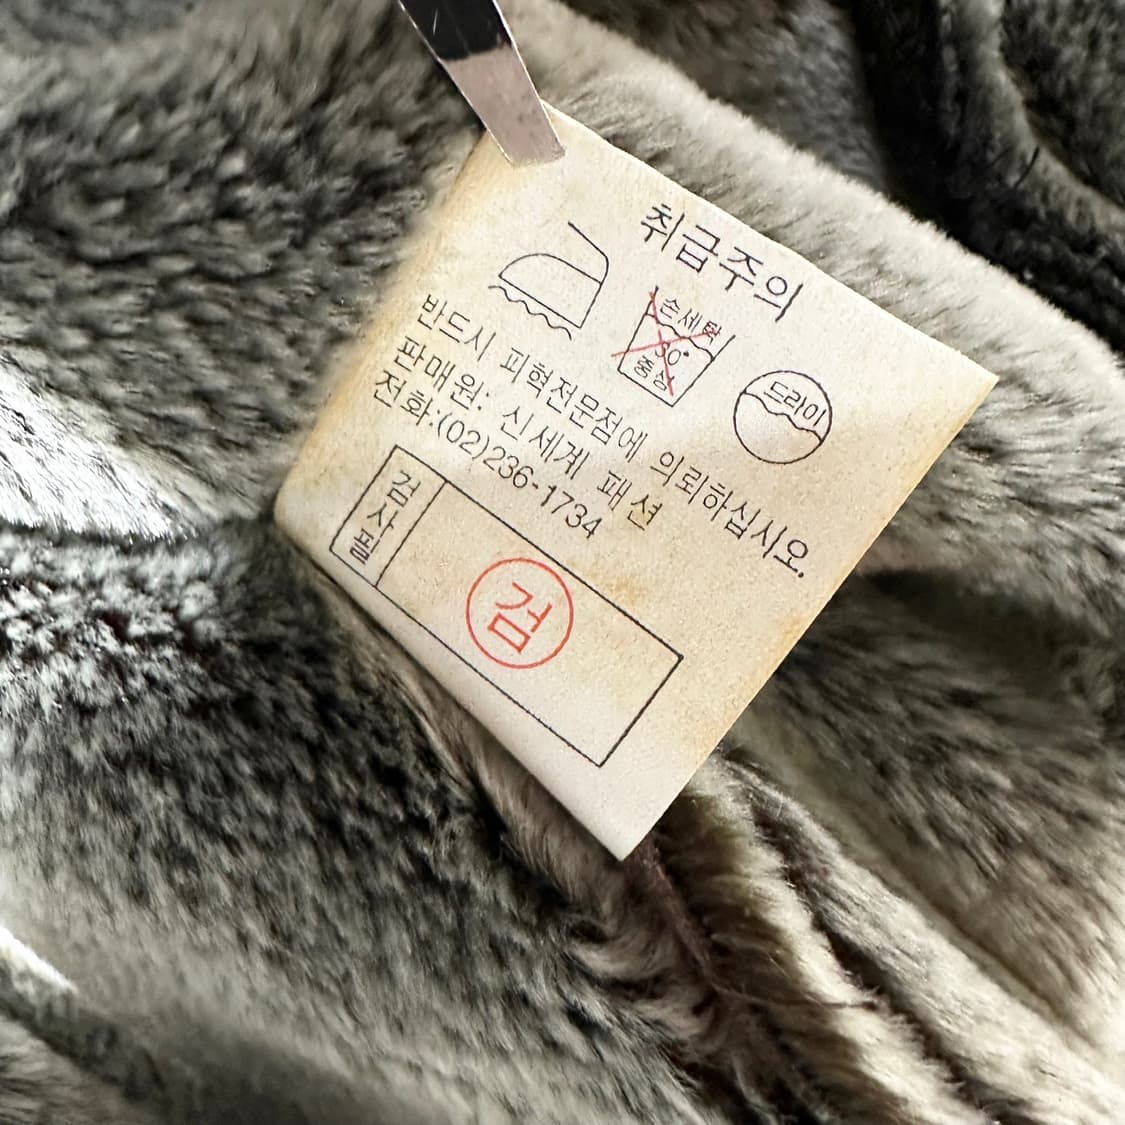 취급주의
손세탁
30°
중성
드라이
반드시 피혁전문점에 의뢰하십시오.
판매원: 신세계 패션
전화:(02)236-1734
검사필
검